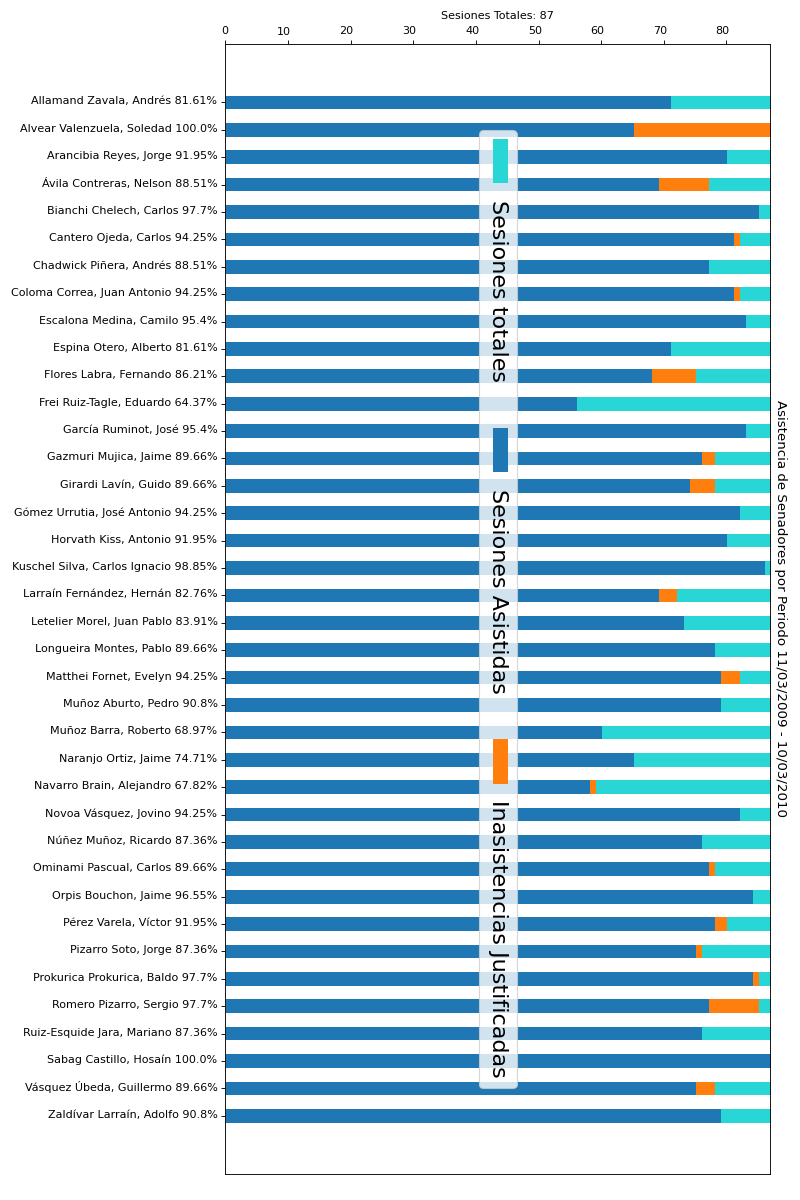 Sesiones Totales: 87
0 10 20 30 40 50 60 70 80
Allamand Zavala, Andrés 81.61%
Alvear Valenzuela, Soledad 100.0%
Arancibia Reyes, Jorge 91.95%
Ávila Contreras, Nelson 88.51%
Bianchi Chelech, Carlos 97.7%
Cantero Ojeda, Carlos 94.25%
Chadwick Piñera, Andrés 88.51%
Coloma Correa, Juan Antonio 94.25%
Escalona Medina, Camilo 95.4%
Espina Otero, Alberto 81.61%
Flores Labra, Fernando 86.21%
Frei Ruiz-Tagle, Eduardo 64.37%
García Ruminot, José 95.4%
Gazmuri Mujica, Jaime 89.66%
Girardi Lavín, Guido 89.66%
Gómez Urrutia, José Antonio 94.25%
Horvath Kiss, Antonio 91.95%
Kuschel Silva, Carlos Ignacio 98.85%
Larraín Fernández, Hernán 82.76%
Letelier Morel, Juan Pablo 83.91%
Longueira Montes, Pablo 89.66%
Matthei Fornet, Evelyn 94.25%
Muñoz Aburto, Pedro 90.8%
Muñoz Barra, Roberto 68.97%
Naranjo Ortiz, Jaime 74.71%
Navarro Brain, Alejandro 67.82%
Novoa Vásquez, Jovino 94.25%
Núñez Muñoz, Ricardo 87.36%
Ominami Pascual, Carlos 89.66%
Orpis Bouchon, Jaime 96.55%
Pérez Varela, Víctor 91.95%
Pizarro Soto, Jorge 87.36%
Prokurica Prokurica, Baldo 97.7%
Romero Pizarro, Sergio 97.7%
Ruiz-Esquide Jara, Mariano 87.36%
Sabag Castillo, Hosaín 100.0%
Vásquez Úbeda, Guillermo 89.66%
Zaldívar Larraín, Adolfo 90.8%
Sesiones totales
Sesiones Asistidas
Inasistencias Justificadas
Asistencia de Senadores por Periodo 11/03/2009 - 10/03/2010